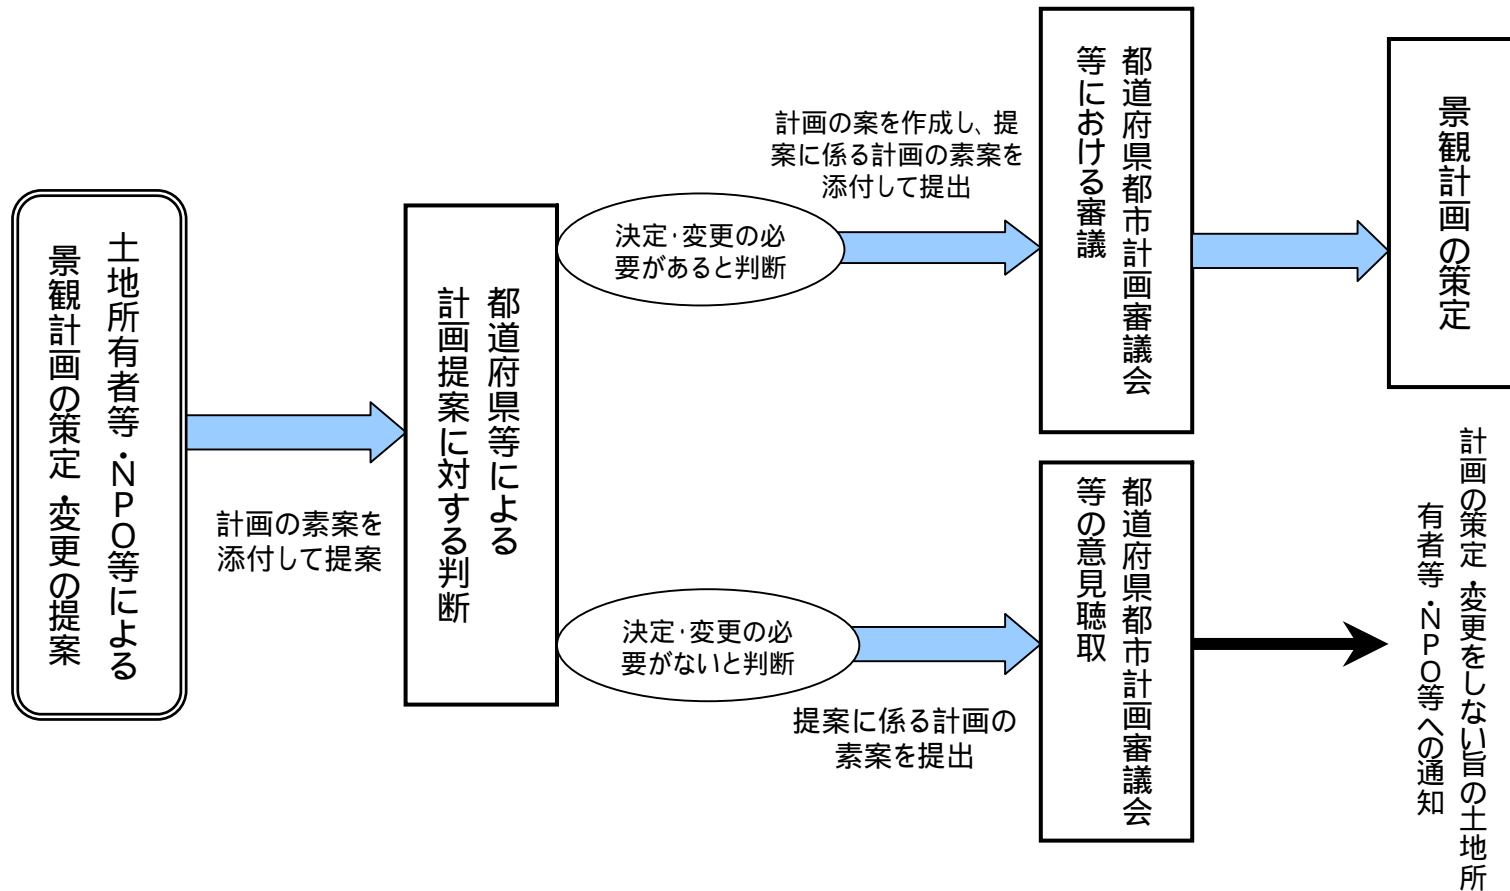 土地所有者等・NPO等による
景観計画の策定・変更の提案
計画の素案を
添付して提案
都道府県等による
計画提案に対する判断
決定・変更の必
要があると判断
計画の案を作成し、提
案に係る計画の素案を
添付して提出
都道府県都市計画審議会
等における審議
景観計画の策定
決定・変更の必
要がないと判断
提案に係る計画の
素案を提出
都道府県都市計画審議会
等の意見聴取
計画の策定・変更をしない旨の土地所
有者等・NPO等への通知